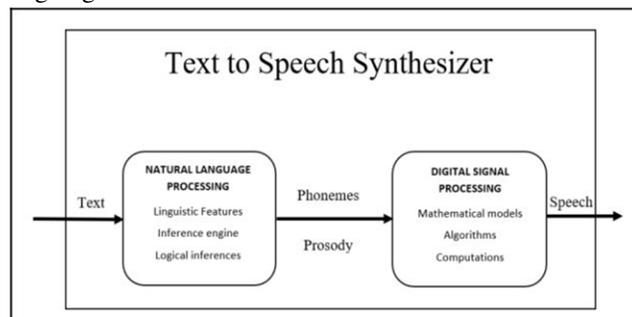 Text to Speech Synthesizer
Text
NATURAL LANGUAGE
PROCESSING
Linguistic Features
Inference engine
Logical inferences
Phonemes
Prosody
DIGITAL SIGNAL
PROCESSING
Mathematical models
Algorithms
Computations
Speech